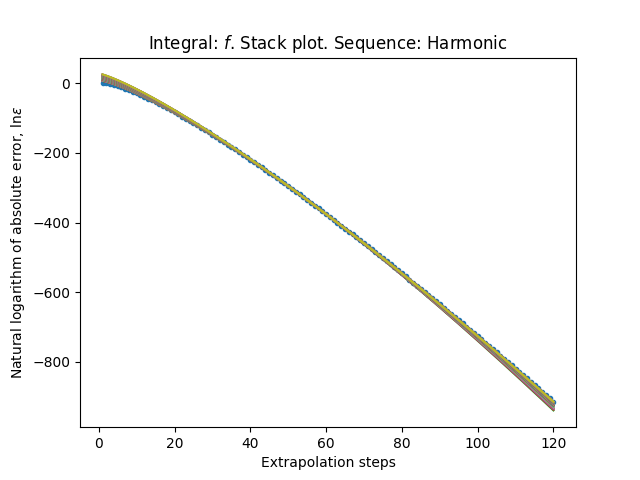 Integral: f. Stack plot. Sequence: Harmonic
Natural logarithm of absolute error, lnε
0
−200
−400
−600
−800
0 20 40 60 80 100 120
Extrapolation steps